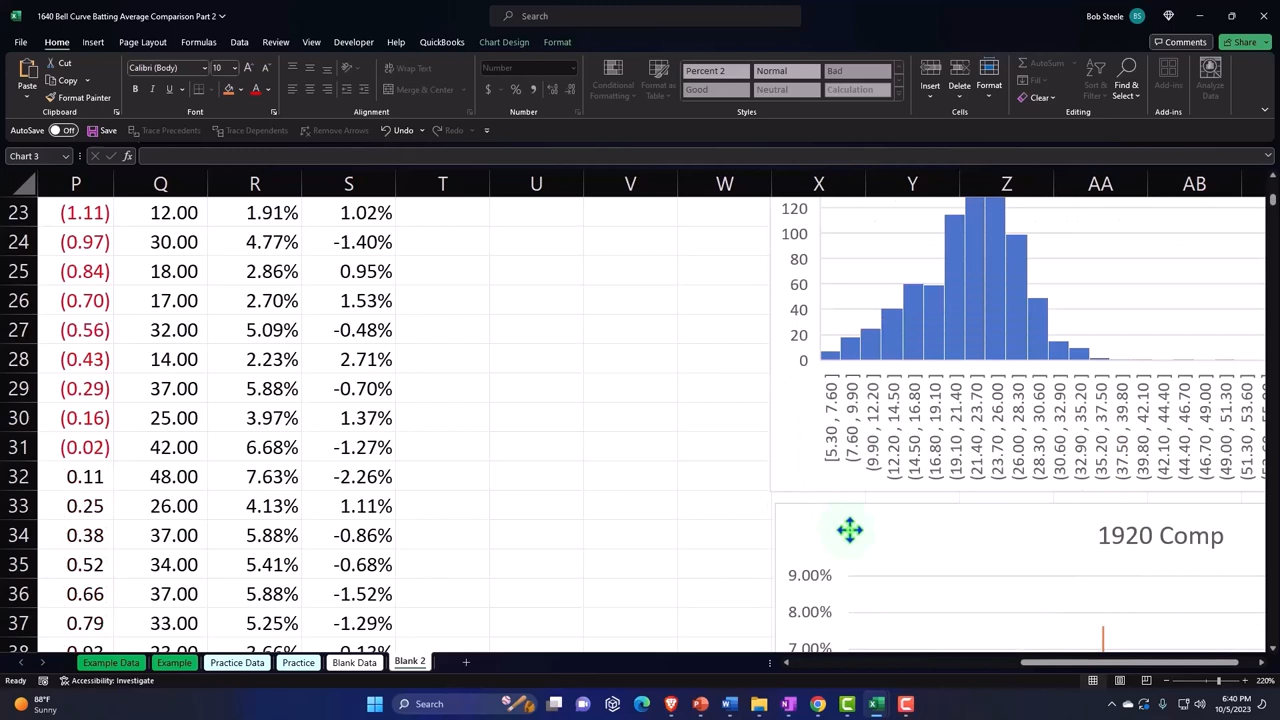 1640 Bell Curve Batting Average Comparison Part 2
Search
Bob Steele
BS
File Home Insert Page Layout Formulas Data Review View Developer Help QuickBooks Chart Design Format
Comments
Share
Paste
Cut
Copy
Format Painter
Clipboard
Calibri (Body) 10
Font
Wrap Text
Merge & Center
Alignment
Number
Number
Conditional Formatting
Format as Table
Percent 2 Normal Bad
Good Neutral Calculation
Styles
Insert Delete Format
Cells
AutoSum
Fill
Clear
Sort & Filter
Find & Select
Editing
Add-ins
Add-ins
Analyze Data
AutoSave Off Save Trace Precedents Trace Dependents Remove Arrows Undo Redo
Chart 3
fx
P Q R S T U V W X Y Z AA AB
23 (1.11) 12.00 1.91% 1.02%
24 (0.97) 30.00 4.77% -1.40%
25 (0.84) 18.00 2.86% 0.95%
26 (0.70) 17.00 2.70% 1.53%
27 (0.56) 32.00 5.09% -0.48%
28 (0.43) 14.00 2.23% 2.71%
29 (0.29) 37.00 5.88% -0.70%
30 (0.16) 25.00 3.97% 1.37%
31 (0.02) 42.00 6.68% -1.27%
32 0.11 48.00 7.63% -2.26%
33 0.25 26.00 4.13% 1.11%
34 0.38 37.00 5.88% -0.86%
35 0.52 34.00 5.41% -0.68%
36 0.66 37.00 5.88% -1.52%
37 0.79 33.00 5.25% -1.29%
120
100
80
60
40
20
0
[5.30 , 7.60]
(7.60 , 9.90]
(9.90 , 12.20]
(12.20 , 14.50]
(14.50 , 16.80]
(16.80 , 19.10]
(19.10 , 21.40]
(21.40 , 23.70]
(23.70 , 26.00]
(26.00 , 28.30]
(28.30 , 30.60]
(30.60 , 32.90]
(32.90 , 35.20]
(35.20 , 37.50]
(37.50 , 39.80]
(39.80 , 42.10]
(42.10 , 44.40]
(44.40 , 46.70]
(46.70 , 49.00]
(49.00 , 51.30]
(51.30 , 53.60]
1920 Comp
9.00%
8.00%
7.00%
Example Data Example Practice Data Practice Blank Data Blank 2
Ready Accessibility: Investigate
220%
88°F
Sunny
Search
6:40 PM
10/5/2023